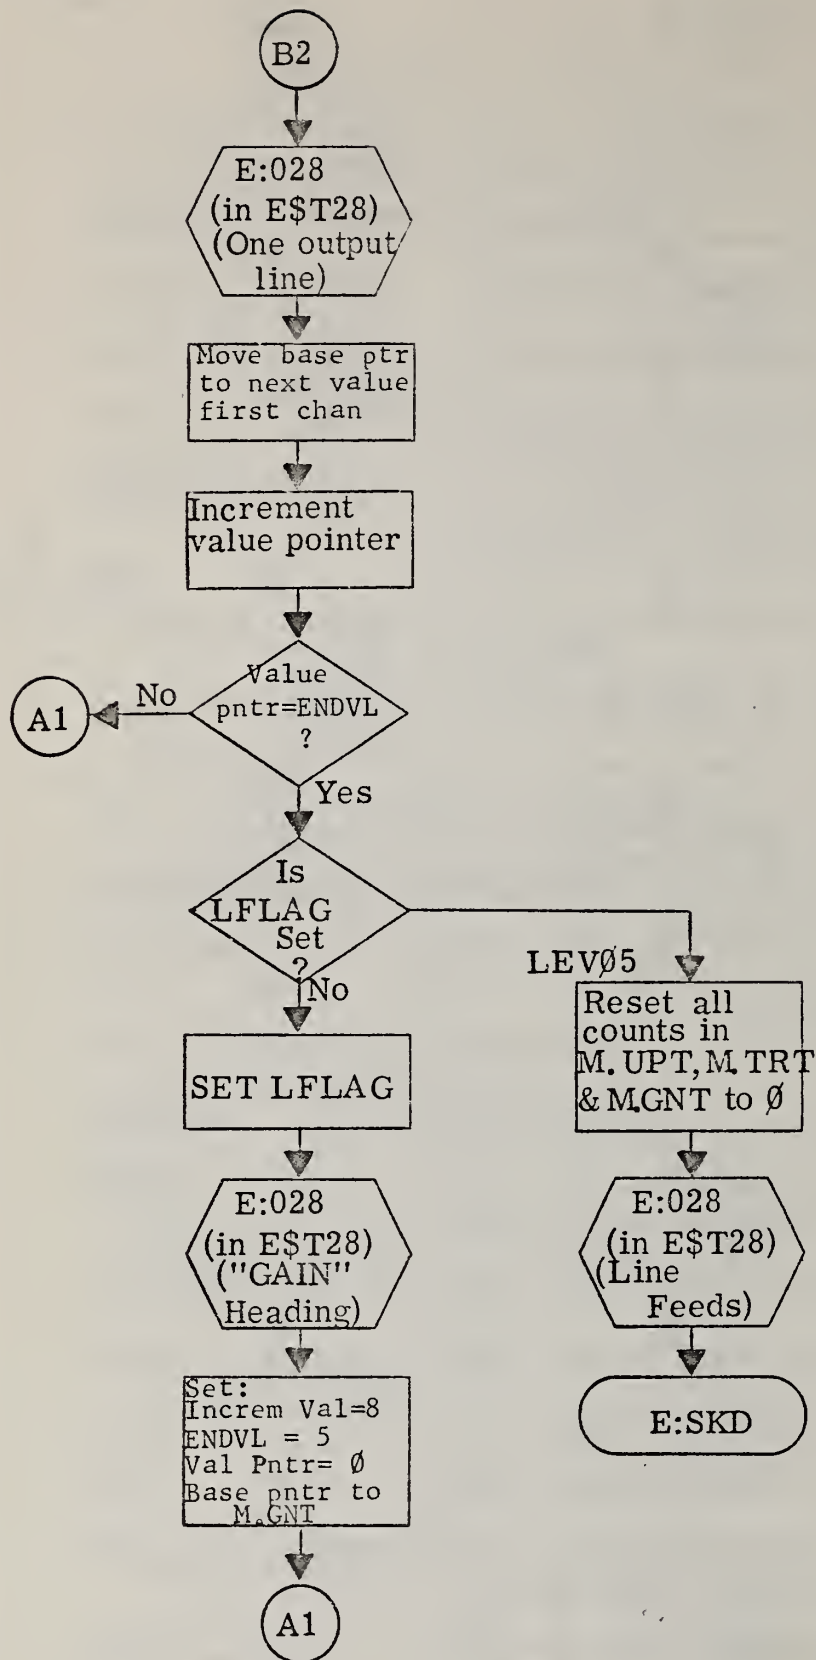 B2
E:028
(in E$T28)
(One output
line)
Move base ptr
to next value
first chan
Increment
value pointer
Value
pntr=ENDVL
?
No
A1
Yes
Is
LFLAG
Set
?
No
LEVØ5
Reset all
counts in
M. UPT, M. TRT
& M.GNT to Ø
SET LFLAG
E:028
(in E$T28)
("GAIN"
Heading)
E:028
(in E$T28)
(Line
Feeds)
Set:
Increm Val=8
ENDVL = 5
Val Pntr= Ø
Base pntr to
M.GNT
E:SKD
A1